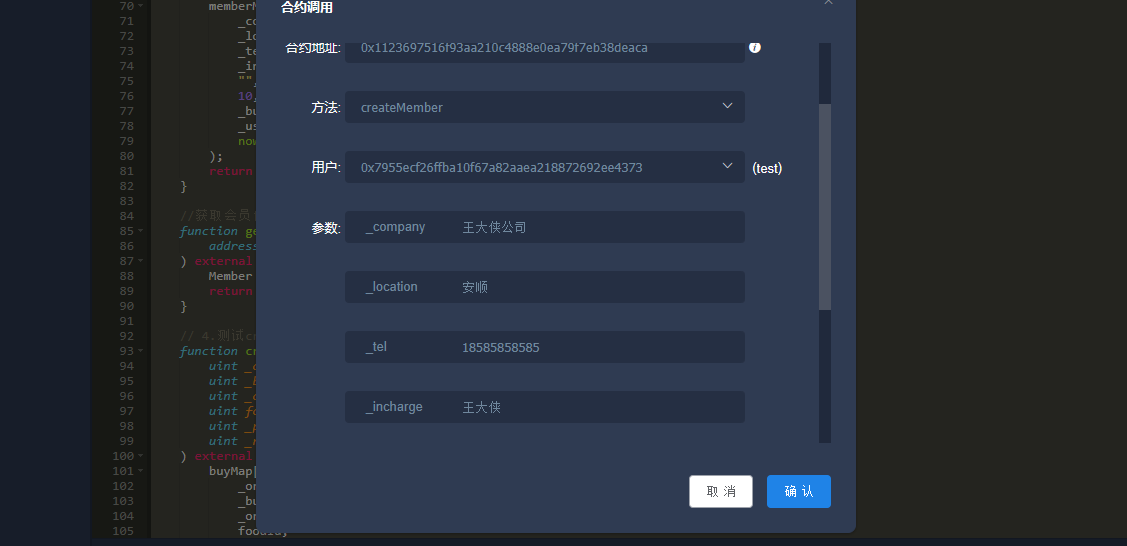 合约调用
70 memberM
71 _co
72 _lo
73 _te
74 _in
75 "",
76 10,
77 _bu
78 _us
79 now
80 );
81 return
82 }
83
84 //获取会员
85 function ge
86 address
87 ) external
88 Member
89 return
90 }
91
92 // 4.测试cr
93 function cr
94 uint
95 uint
96 uint
97 uint fo
98 uint _p
99 uint
100 ) external
101 buyMap[
102 _or
103 _bu
104 _or
105 fooddy
合约地址: 0x1123697516f93aa210c4888e0ea79f7eb38deaca
方法: createMember
用户: 0x7955ecf26ffba10f67a82aaea218872692ee4373 (test)
参数: _company 王大侠公司
_location 安顺
_tel 18585858585
_incharge 王大侠
取消 确认